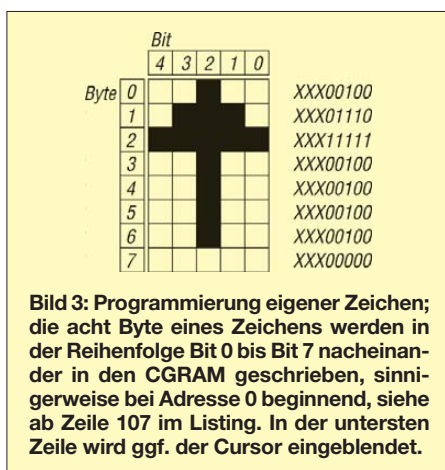 Bit
4 3 2 1 0
Byte 0 XXX00100
1 XXX01110
2 XXX11111
3 XXX00100
4 XXX00100
5 XXX00100
6 XXX00100
7 XXX00000
Bild 3: Programmierung eigener Zeichen;
die acht Byte eines Zeichens werden in
der Reihenfolge Bit 0 bis Bit 7 nacheinan-
der in den CGRAM geschrieben, sinni-
gerweise bei Adresse 0 beginnend, siehe
ab Zeile 107 im Listing. In der untersten
Zeile wird ggf. der Cursor eingeblendet.